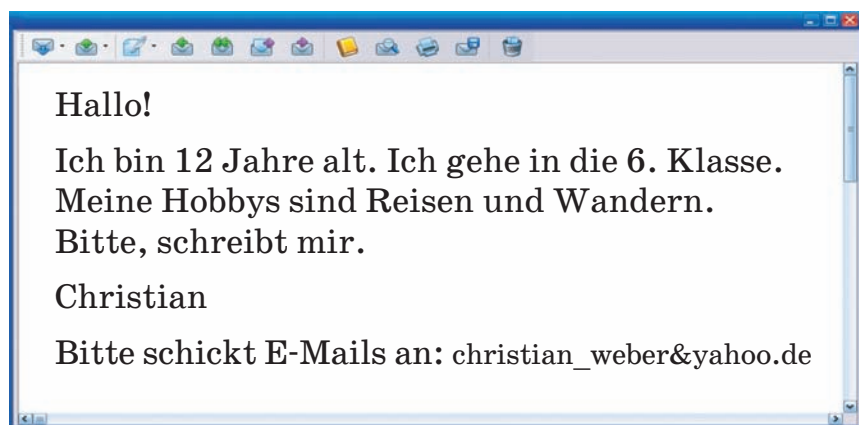 Hallo!
Ich bin 12 Jahre alt. Ich gehe in die 6. Klasse.
Meine Hobbys sind Reisen und Wandern.
Bitte, schreibt mir.
Christian
Bitte schickt E-Mails an: christian_weber&yahoo.de